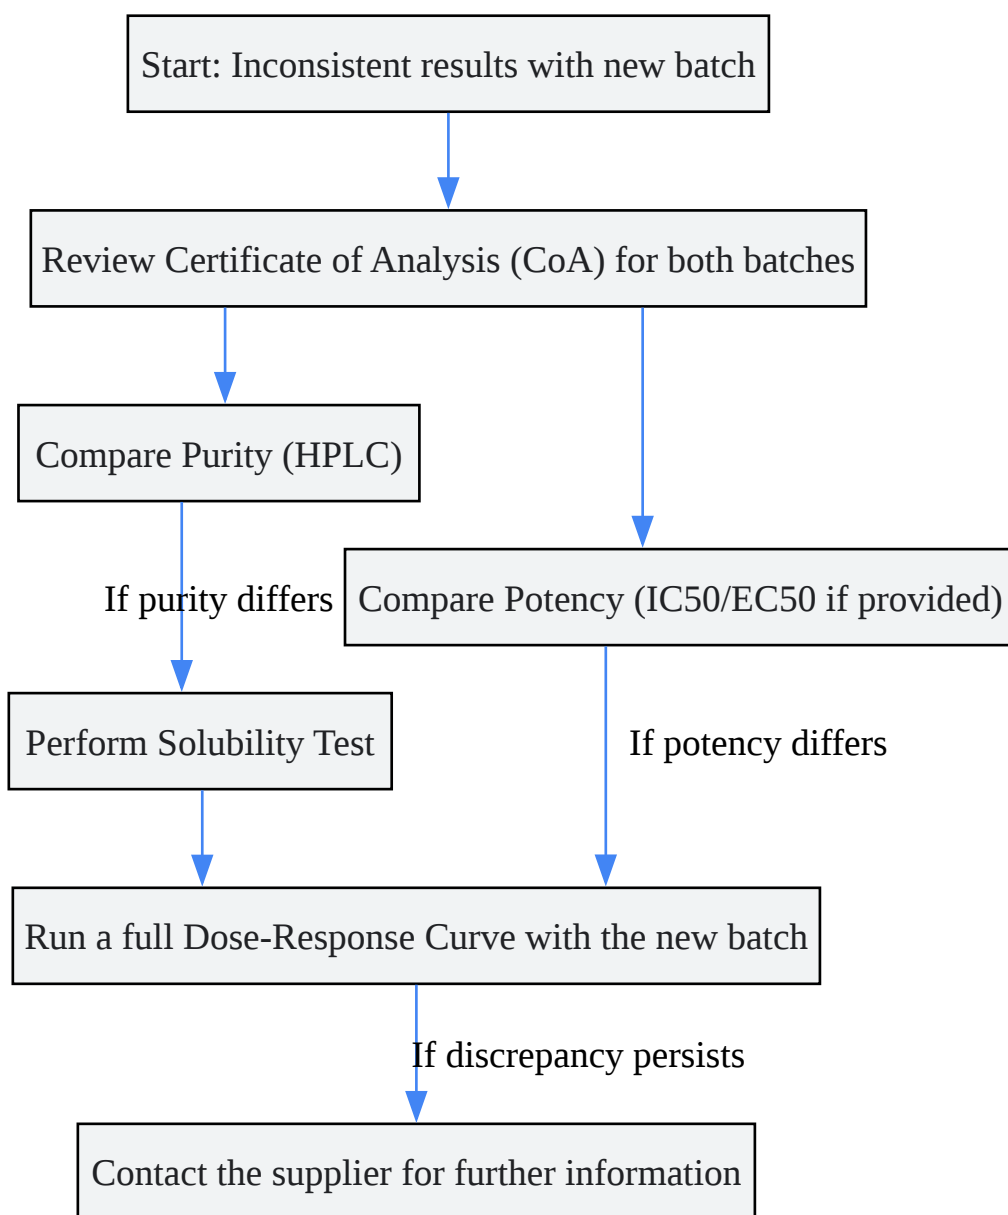 Start: Inconsistent results with new batch
Review Certificate of Analysis (CoA) for both batches
Compare Purity (HPLC)
If purity differs
Compare Potency (IC50/EC50 if provided)
Perform Solubility Test
If potency differs
Run a full Dose-Response Curve with the new batch
If discrepancy persists
Contact the supplier for further information